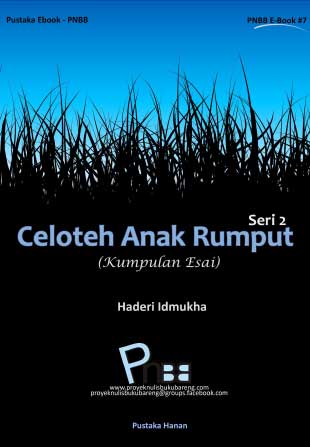 Pustaka Ebook - PNBB
PNBB E-Book #7
Seri 2
Celoteh Anak Rumput
(Kumpulan Esai)
Haderi Idmukha
PNBB
www.proyeknulisbukubareng.com
proyeknulisbukubareng@groups.facebook.com
Pustaka Hanan